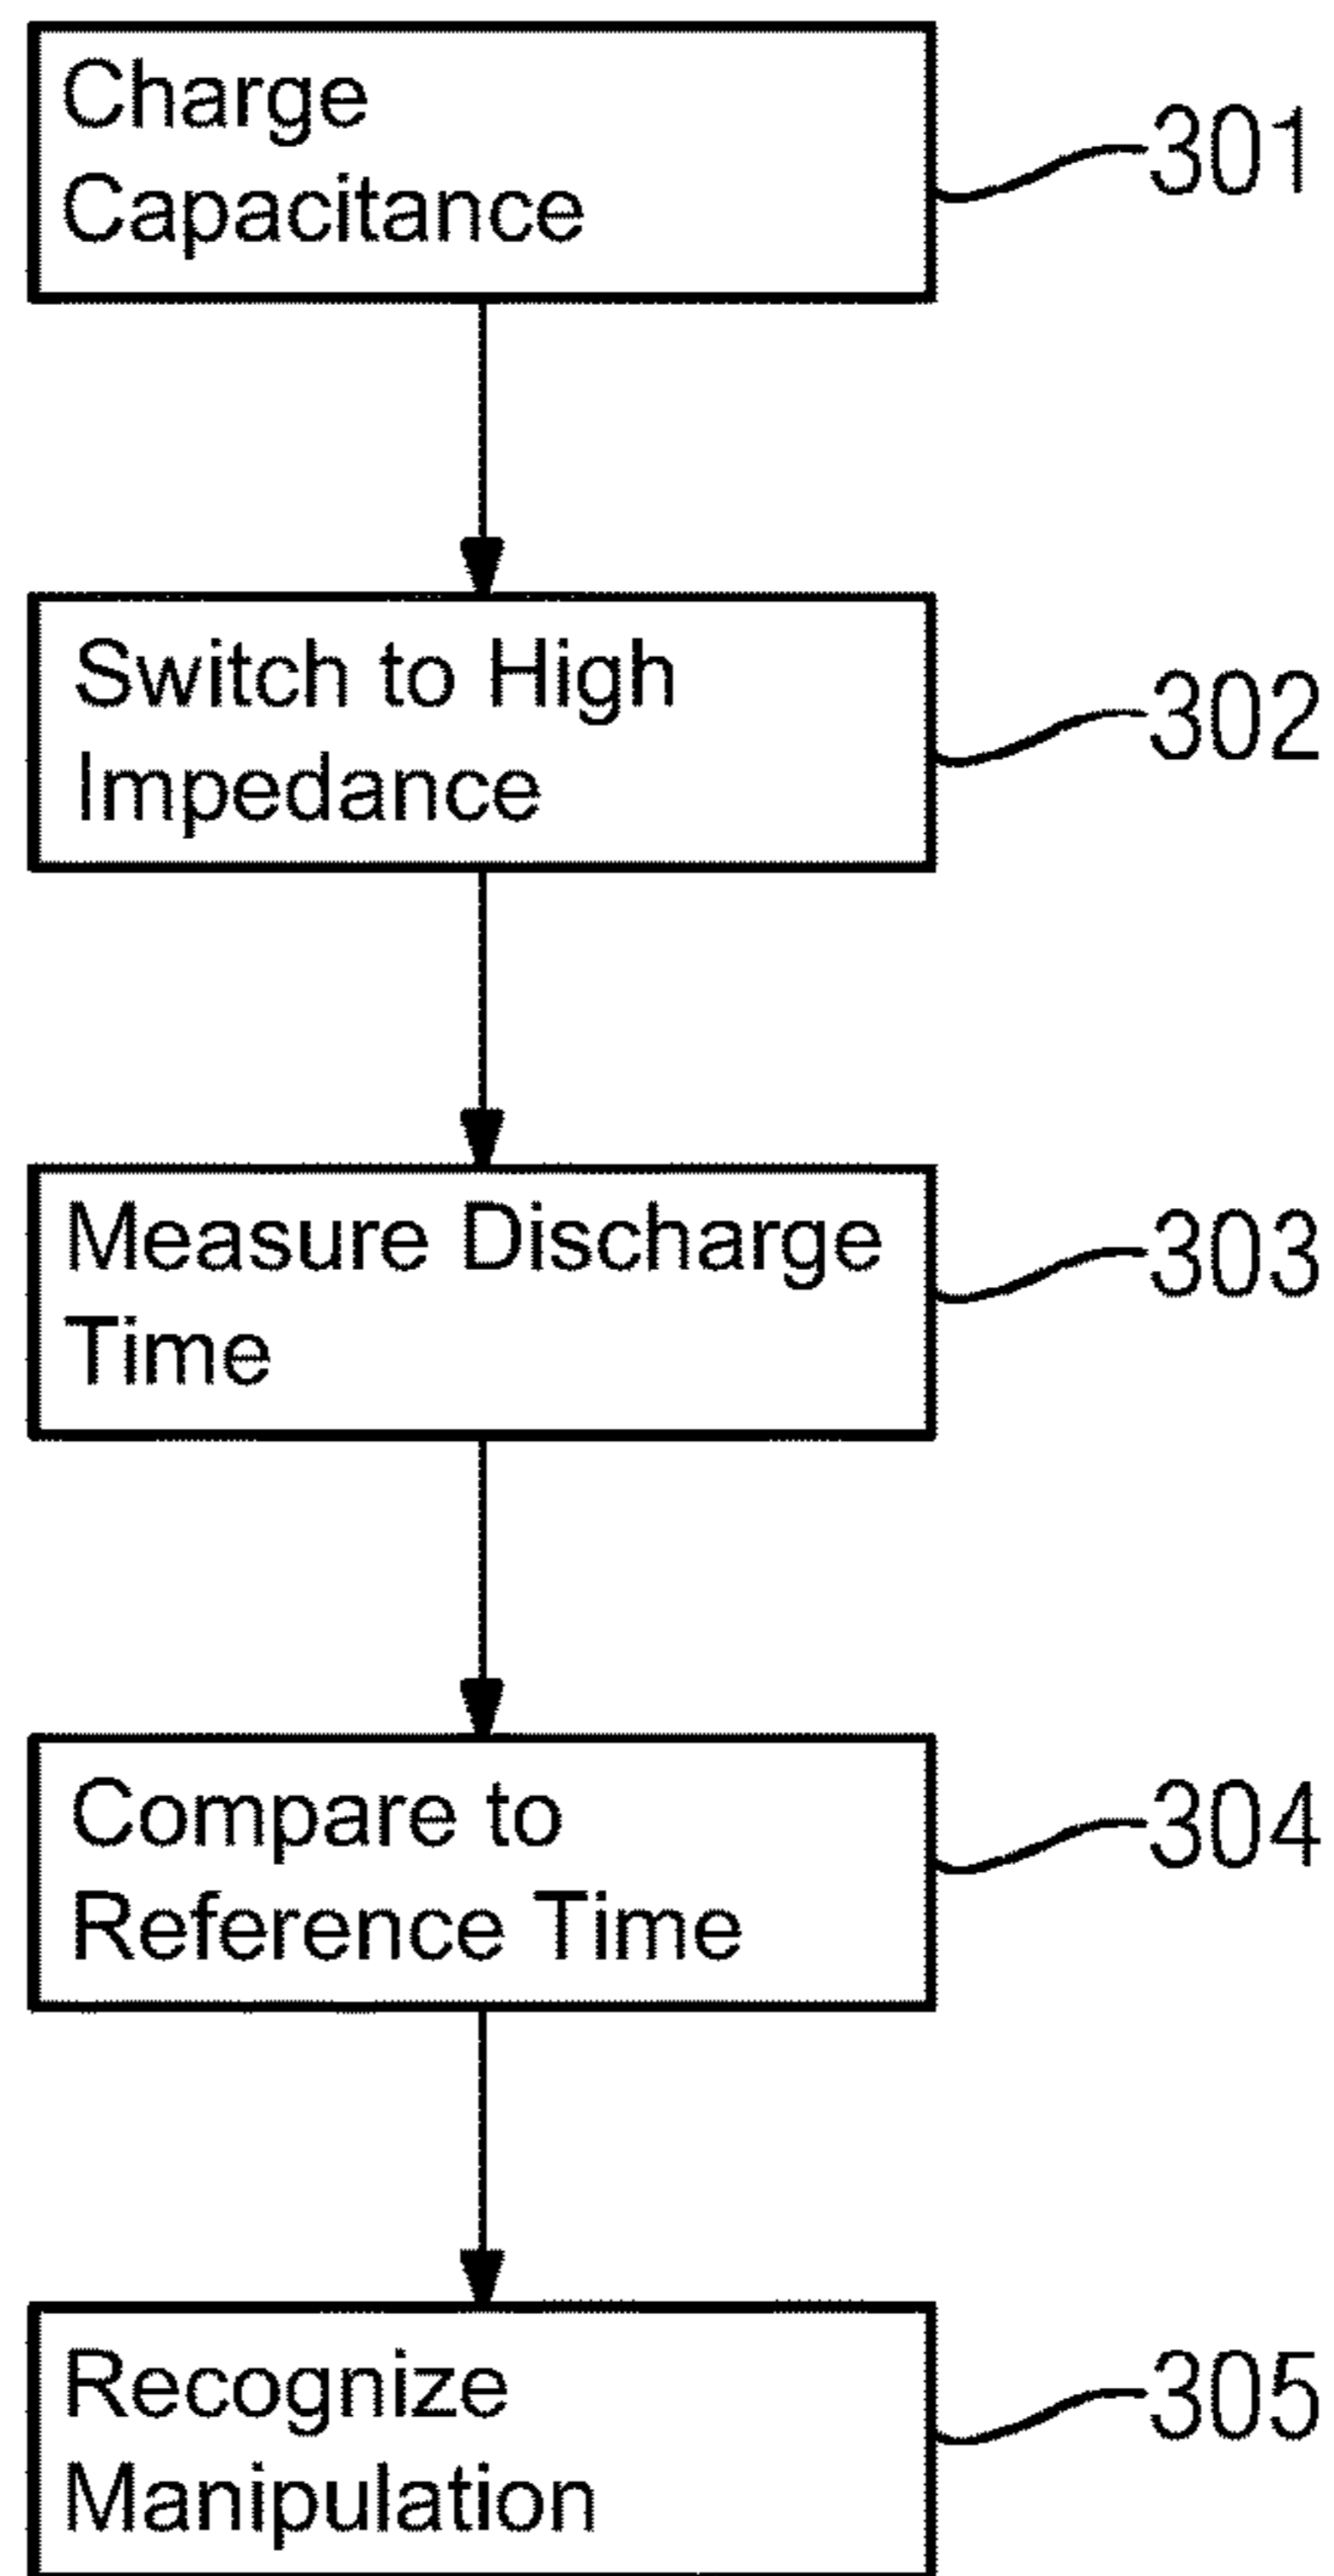 Charge
Capacitance
301
Switch to High
Impedance
302
Measure Discharge
Time
303
Compare to
Reference Time
304
Recognize
Manipulation
305